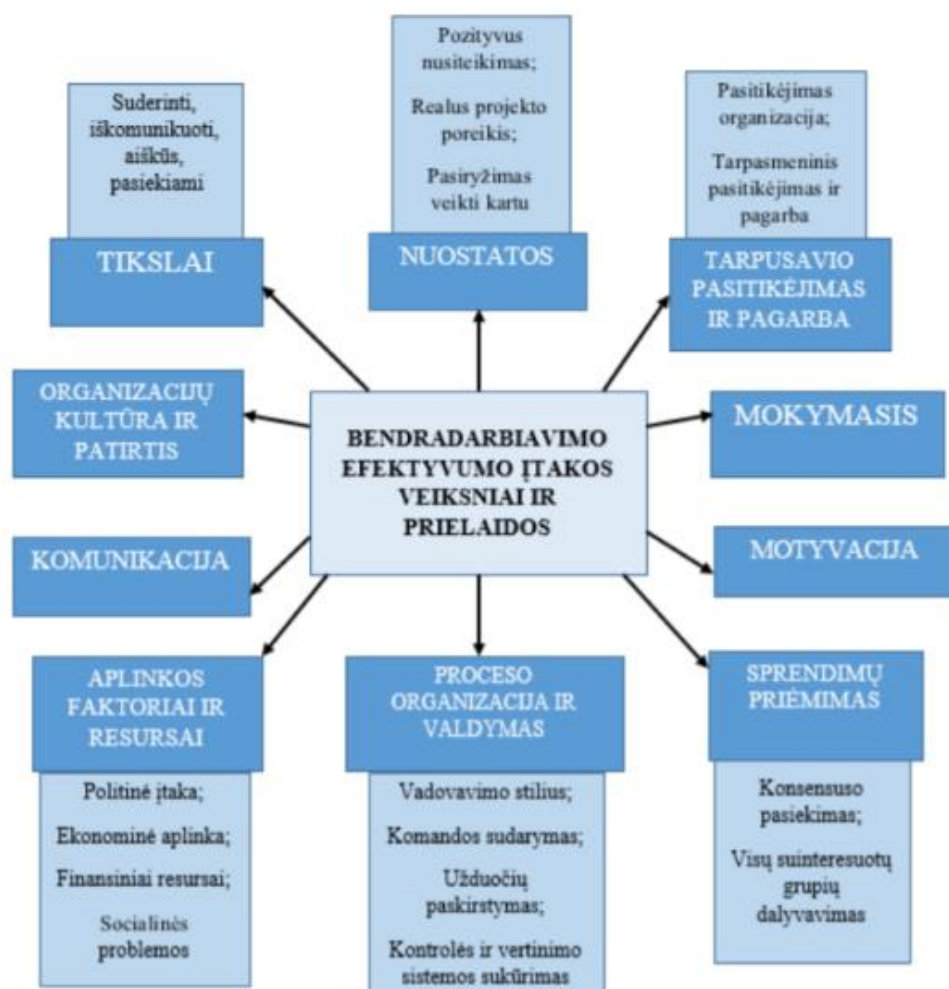 Suderinti,
iškomunikuoti,
aiškūs,
pasiekiami
TIKSLAI
Pozityvus
nusiteikimas;
Realus projekto
poreikis;
Pasiryžimas
veikti kartu
NUOSTATOS
Pasitikėjimas
organizacija;
Tarpasmeninis
pasitikėjimas ir
pagarba
TARPUSAVIO
PASITIKĖJIMAS
IR PAGARBA
ORGANIZACIJŲ
KULTŪRA IR
PATIRTIS
BENDRADARBIAVIMO
EFEKTYVUMO ĮTAKOS
VEIKSNIAI IR
PRIELAIDOS
MOKYMASIS
KOMUNIKACIJA
MOTYVACIJA
APLINKOS
FAKTORIAI IR
RESURSAI
Politinė įtaka;
Ekonominė aplinka;
Finansiniai resursai;
Socialinės
problemos
PROCESO
ORGANIZACIJA IR
VALDYMAS
Vadovavimo stilius;
Komandos sudarymas;
Užduočių
paskirstymas;
Kontrolės ir vertinimo
sistemos sukūrimas
SPRENDIMŲ
PRIĖMIMAS
Konsensuso
pasiekimas;
Visų suinteresuotų
grupių
dalyvavimas